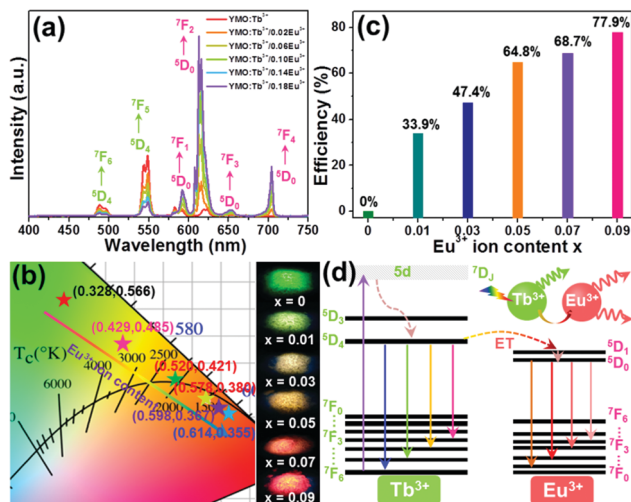 (a)
YMO:Tb³⁺
YMO:Tb³⁺/0.02Eu³⁺
YMO:Tb³⁺/0.06Eu³⁺
YMO:Tb³⁺/0.10Eu³⁺
YMO:Tb³⁺/0.14Eu³⁺
YMO:Tb³⁺/0.18Eu³⁺
⁷F₂
⁵D₀
⁷F₅
⁵D₄
⁷F₆
⁵D₄
⁷F₁
⁵D₀
⁷F₃
⁵D₀
⁷F₄
⁵D₀
Intensity (a.u.)
400 450 500 550 600 650 700 750
Wavelength (nm)
(c)
Efficiency (%)
80
60
40
20
0
0%
33.9%
47.4%
64.8%
68.7%
77.9%
0 0.01 0.03 0.05 0.07 0.09
Eu³⁺ ion content x
(b)
(0.328,0.566)
(0.429,0.485)
580
(0.520,0.421)
(0.578,0.380)
(0.598,0.367)
(0.614,0.355)
Tc(°K)
Eu³⁺ ion content
6000
4000
3000
2500
2000
x = 0
x = 0.01
x = 0.03
x = 0.05
x = 0.07
x = 0.09
(d)
5d
⁷D_J
Tb³⁺
Eu³⁺
⁵D₃
⁵D₄
ET
⁵D₁
⁵D₀
⁷F₀
⁷F₃
⁷F₆
⁷F₆
⁷F₃
⁷F₀
Tb³⁺
Eu³⁺